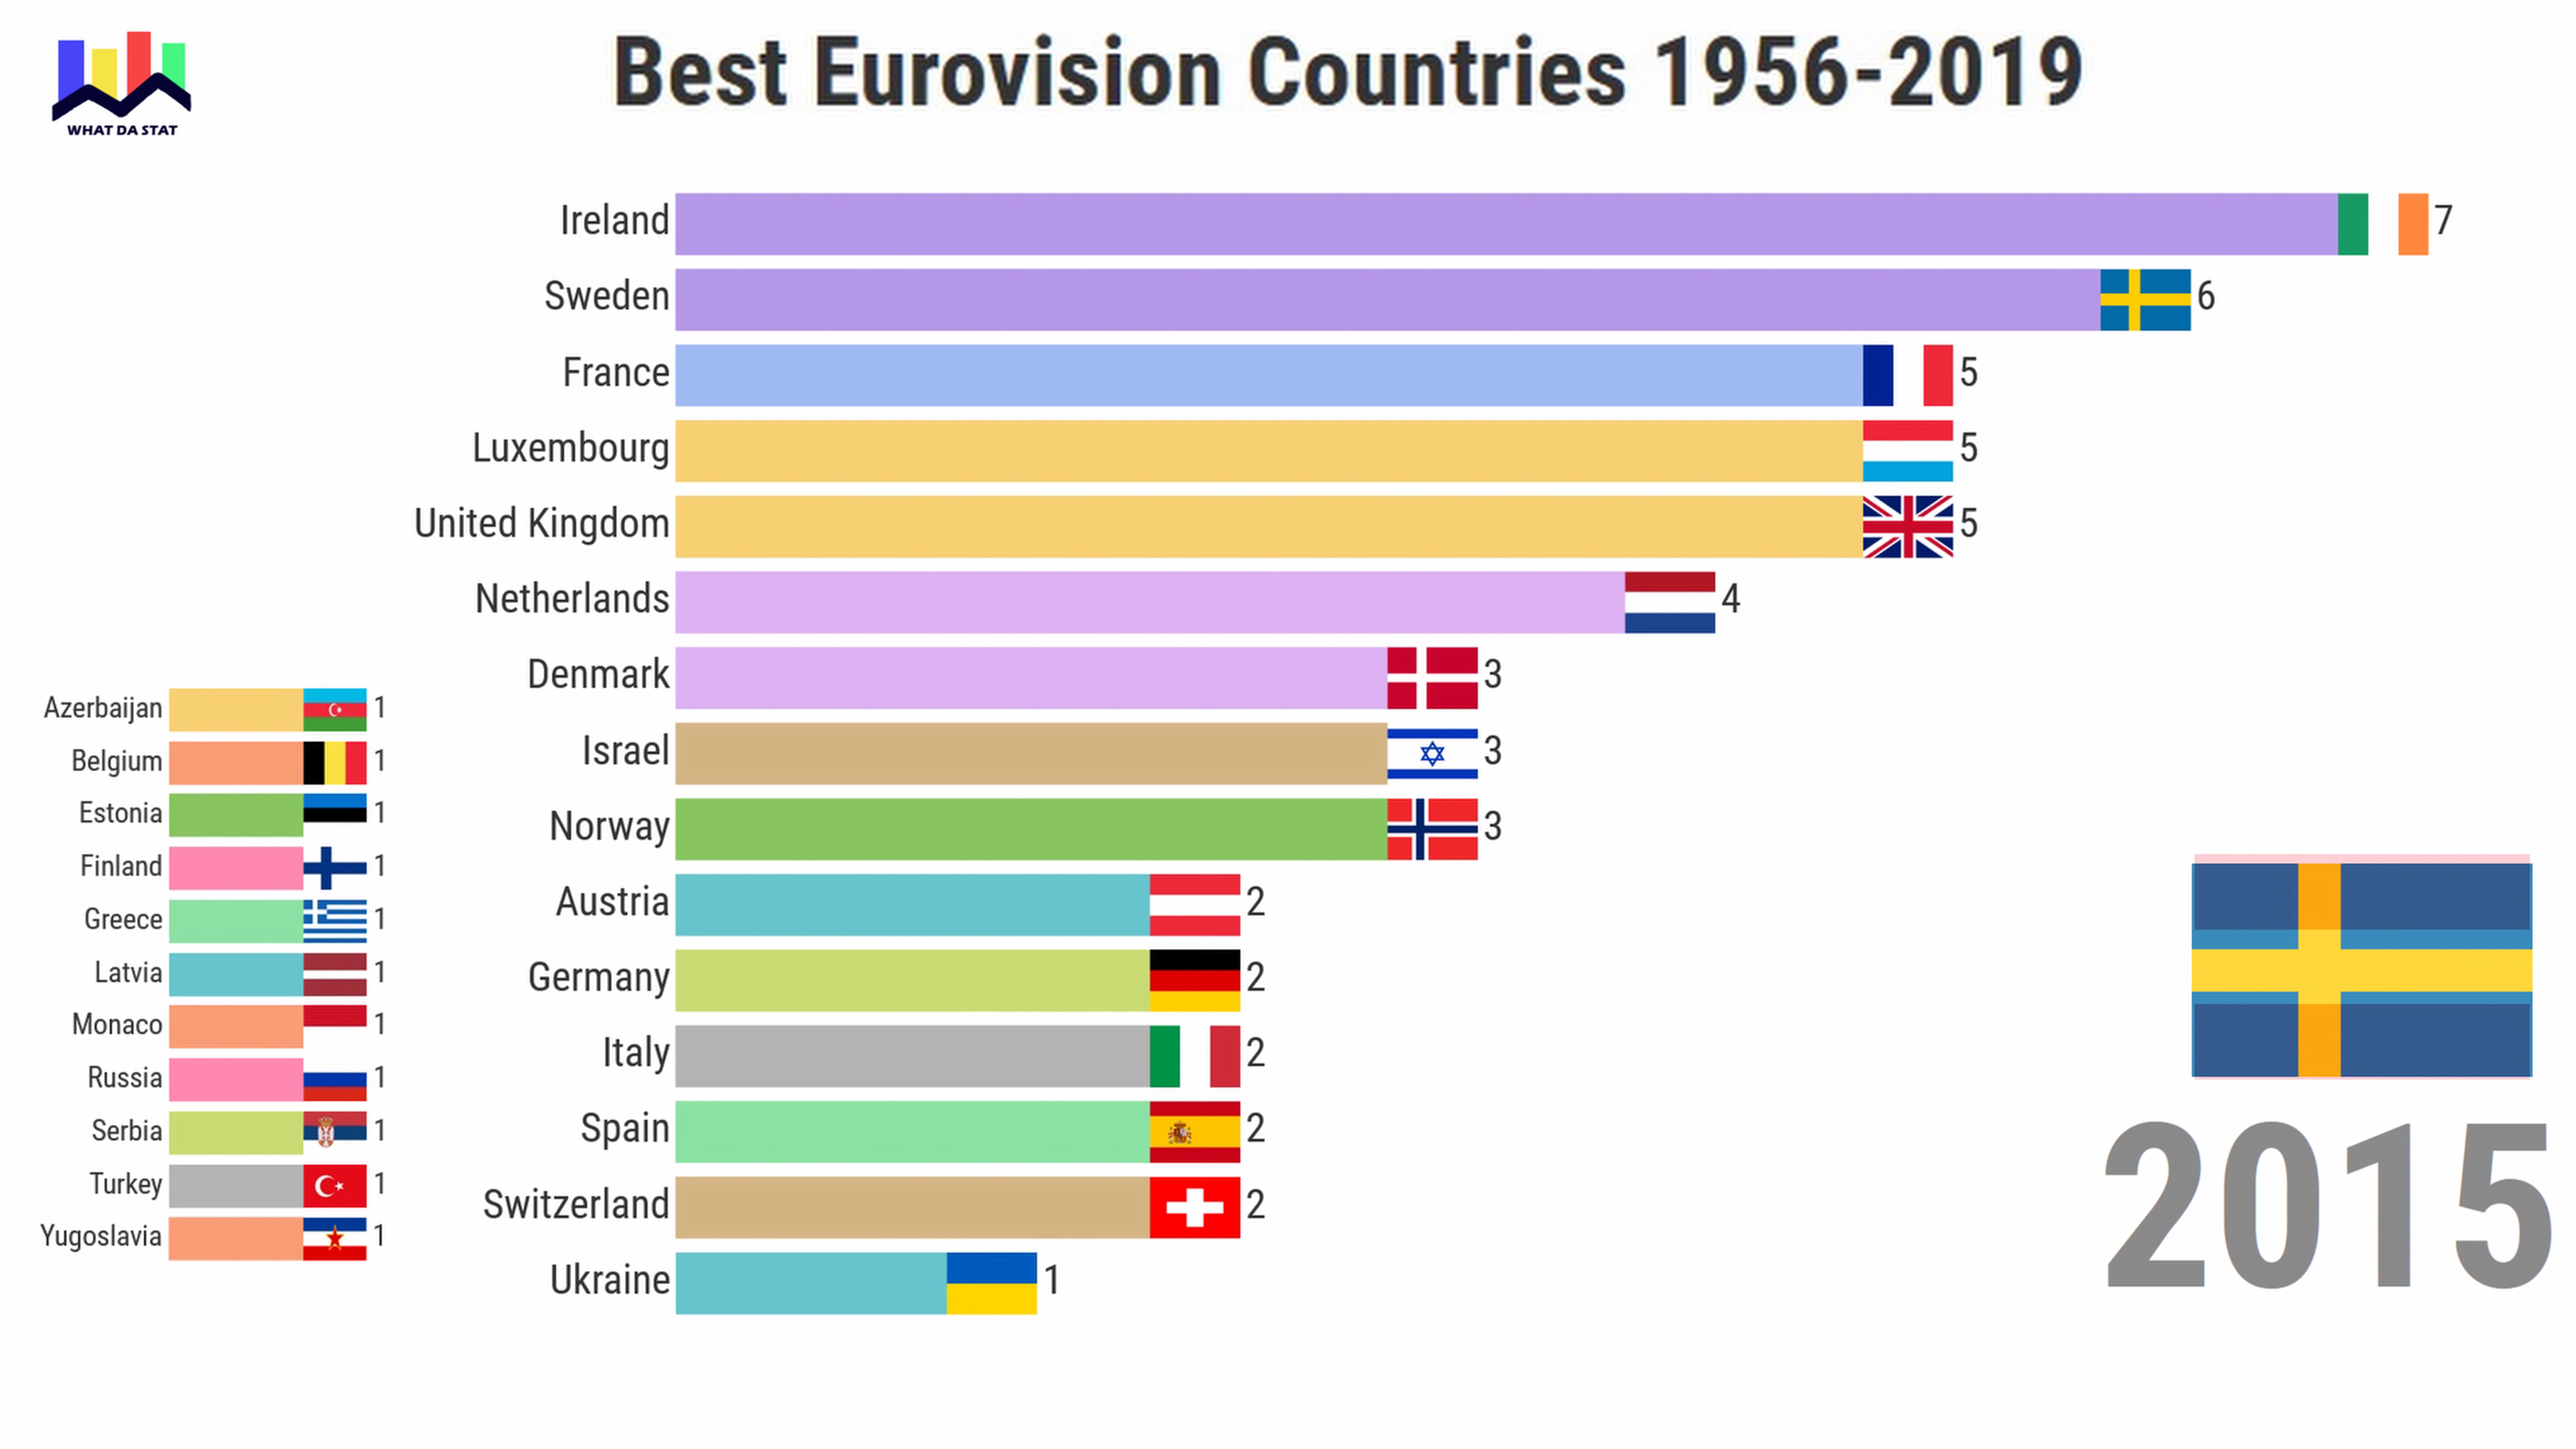 WHAT DA STAT
Best Eurovision Countries 1956-2019
Ireland 7
Sweden 6
France 5
Luxembourg 5
United Kingdom 5
Netherlands 4
Denmark 3
Israel 3
Norway 3
Austria 2
Germany 2
Italy 2
Spain 2
Switzerland 2
Ukraine 1
Azerbaijan 1
Belgium 1
Estonia 1
Finland 1
Greece 1
Latvia 1
Monaco 1
Russia 1
Serbia 1
Turkey 1
Yugoslavia 1
2015